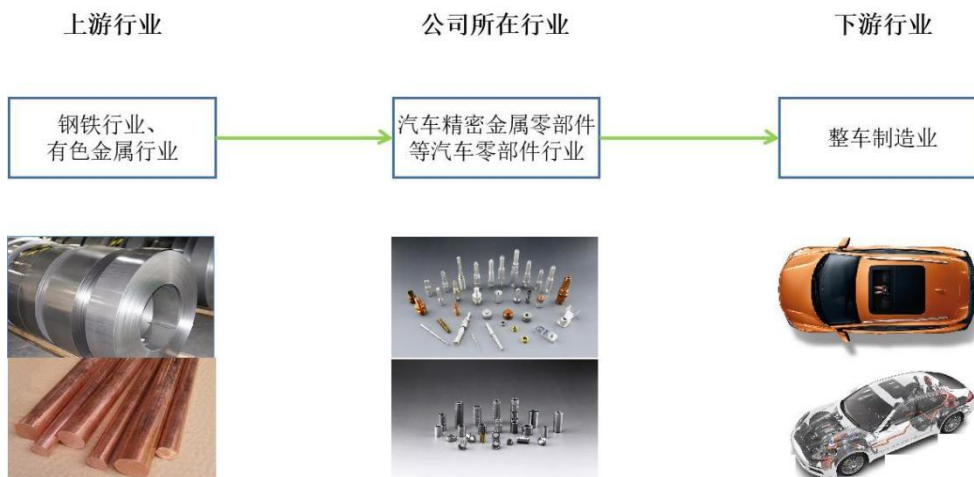 上游行业
公司所在行业
下游行业
钢铁行业、
有色金属行业
汽车精密金属零部件
等汽车零部件行业
整车制造业